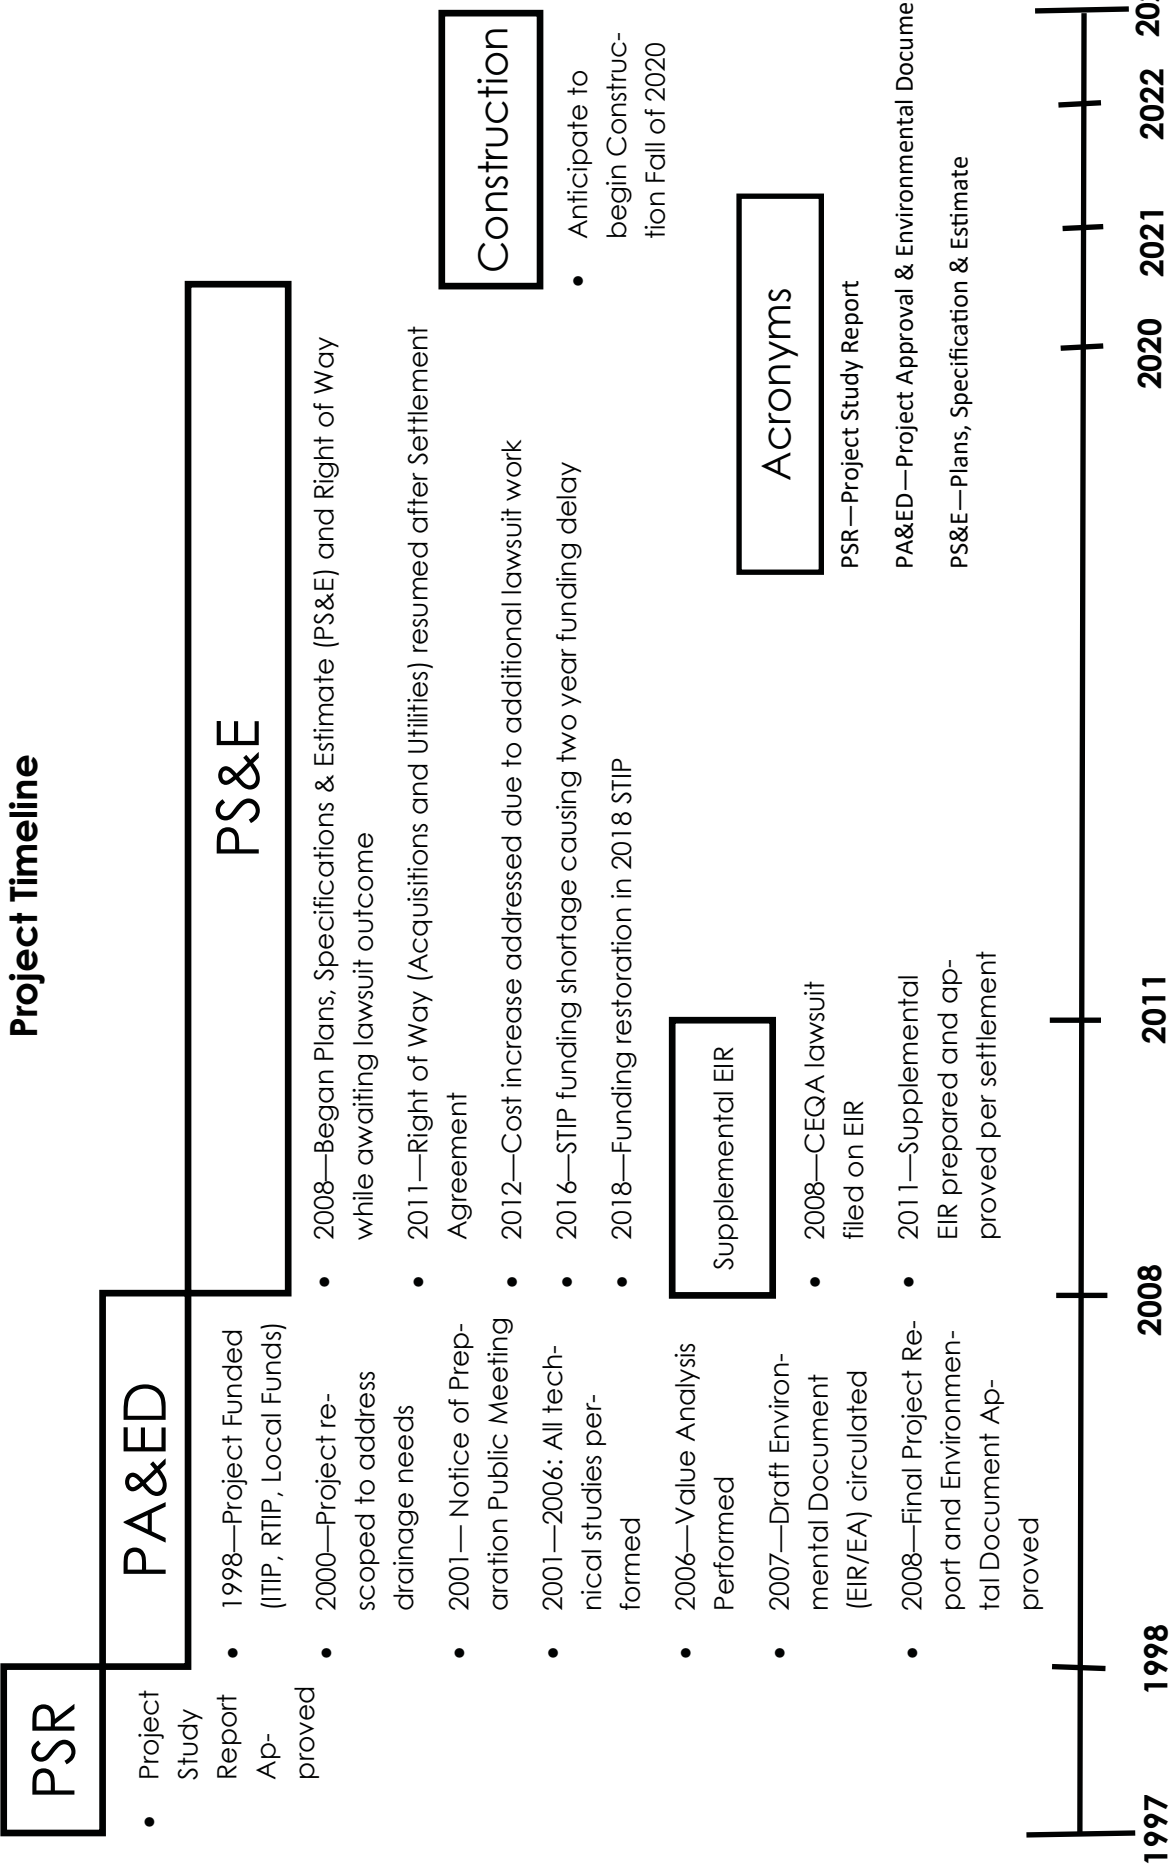 Project Timeline
PSR
• Project
Study
Report
Ap-
proved
PA&ED
• 1998—Project Funded
(ITIP, RTIP, Local Funds)
• 2000—Project re-
scoped to address
drainage needs
• 2001— Notice of Prep-
aration Public Meeting
• 2001—2006: All tech-
nical studies per-
formed
• 2006—Value Analysis
Performed
• 2007—Draft Environ-
mental Document
(EIR/EA) circulated
• 2008—Final Project Re-
port and Environmen-
tal Document Ap-
proved
PS&E
• 2008—Began Plans, Specifications & Estimate (PS&E) and Right of Way
while awaiting lawsuit outcome
• 2011—Right of Way (Acquisitions and Utilities) resumed after Settlement
Agreement
• 2012—Cost increase addressed due to additional lawsuit work
• 2016—STIP funding shortage causing two year funding delay
• 2018—Funding restoration in 2018 STIP
Supplemental EIR
• 2008—CEQA lawsuit
filed on EIR
• 2011—Supplemental
EIR prepared and ap-
proved per settlement
Construction
• Anticipate to
begin Construc-
tion Fall of 2020
Acronyms
PSR—Project Study Report
PA&ED—Project Approval & Environmental Docume
PS&E—Plans, Specification & Estimate
1997 1998 2008 2011 2020 2021 2022